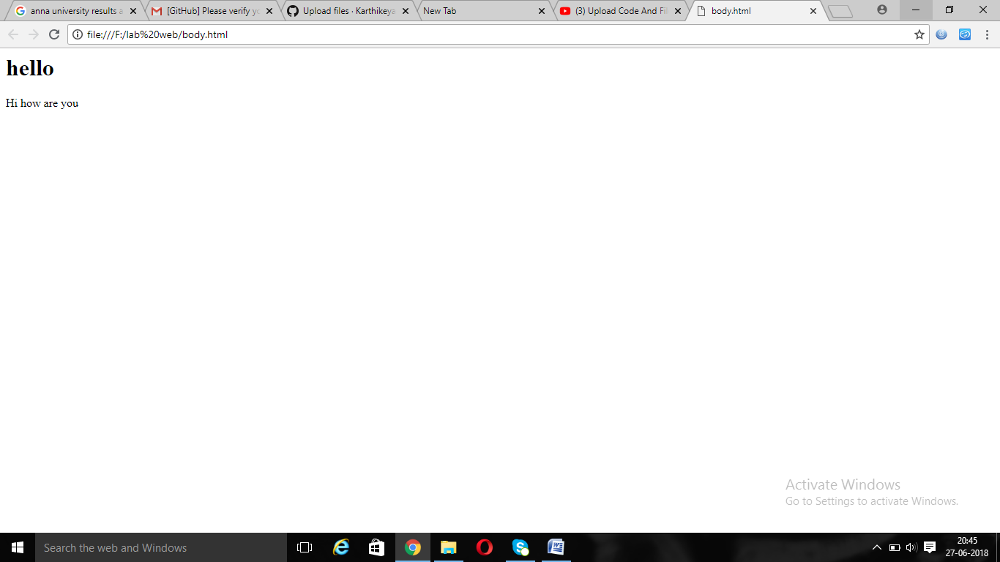 anna university results a
[GitHub] Please verify yo
Upload files · Karthikeya
New Tab
(3) Upload Code And Fil
body.html
file:///F:/lab%20web/body.html
hello
Hi how are you
Activate Windows
Go to Settings to activate Windows.
Search the web and Windows
20:45
27-06-2018